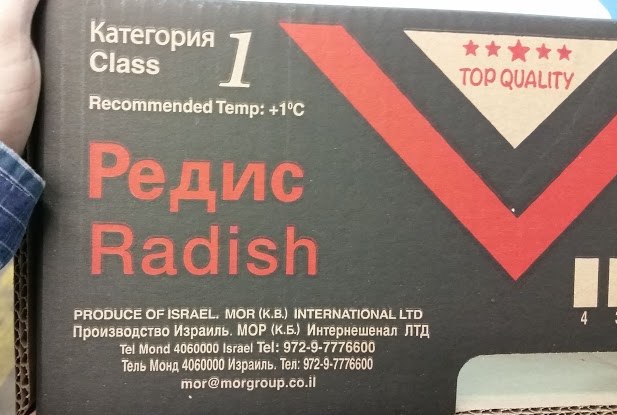 Категория 1
Class
Recommended Temp: +1°C
TOP QUALITY
Редис
Radish
PRODUCE OF ISRAEL. MOR (K.B.) INTERNATIONAL LTD
Производство Израиль. МОР (К.Б.) Интернешенал ЛТД
Tel Mond 4060000 Israel Tel: 972-9-7776600
Тель Монд 4060000 Израиль. Тел: 972-9-7776600
mor@morgroup.co.il
4